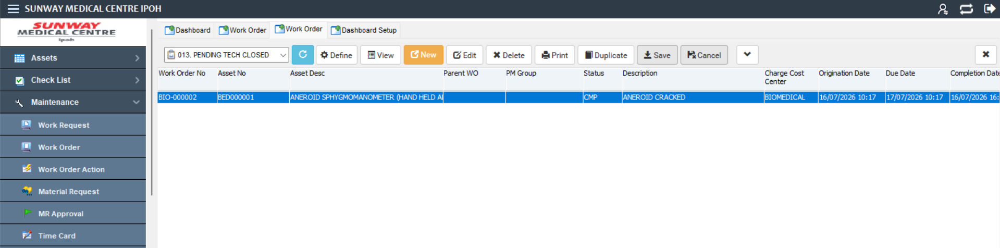 SUNWAY MEDICAL CENTRE IPOH
SUNWAY
MEDICAL CENTRE
Ipoh
Assets
Check List
Maintenance
Work Request
Work Order
Work Order Action
Material Request
MR Approval
Time Card
Dashboard Work Order Work Order Dashboard Setup
013. PENDING TECH CLOSED Define View New Edit Delete Print Duplicate Save Cancel
Work Order No Asset No Asset Desc Parent WO PM Group Status Description Charge Cost Center Origination Date Due Date Completion Date
BIO-000002 BED000001 ANEROID SPHYGMOMANOMETER (HAND HELD CMP ANEROID CRACKED BIOMEDICAL 16/07/2026 10:17 17/07/2026 10:17 16/07/2026 16: